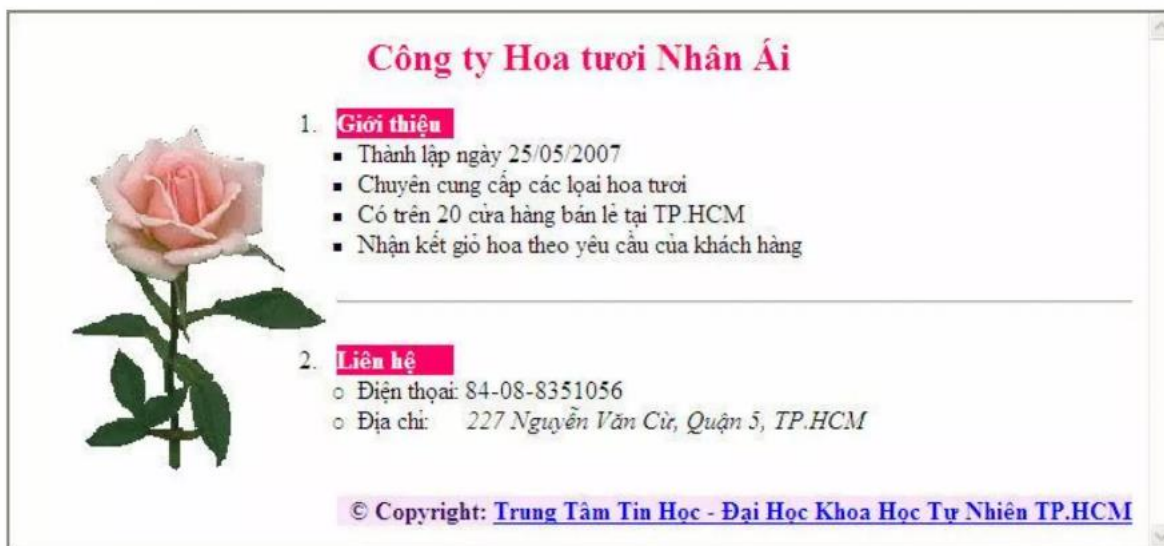 Công ty Hoa tươi Nhân Ái
1. Giới thiệu
▪ Thành lập ngày 25/05/2007
▪ Chuyên cung cấp các lọai hoa tươi
▪ Có trên 20 cửa hàng bán lẻ tại TP.HCM
▪ Nhận kết giỏ hoa theo yêu cầu của khách hàng
2. Liên hệ
○ Điện thọai: 84-08-8351056
○ Địa chỉ: 227 Nguyễn Văn Cừ, Quận 5, TP.HCM
© Copyright: Trung Tâm Tin Học - Đại Học Khoa Học Tự Nhiên TP.HCM